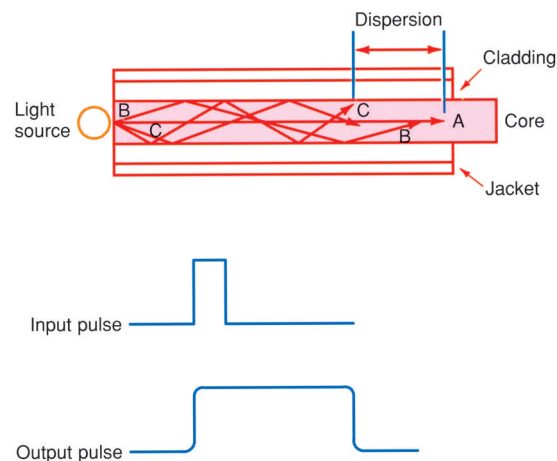 Dispersion
Cladding
Light
source
B
C
C
B
A
Core
Jacket
Input pulse
Output pulse